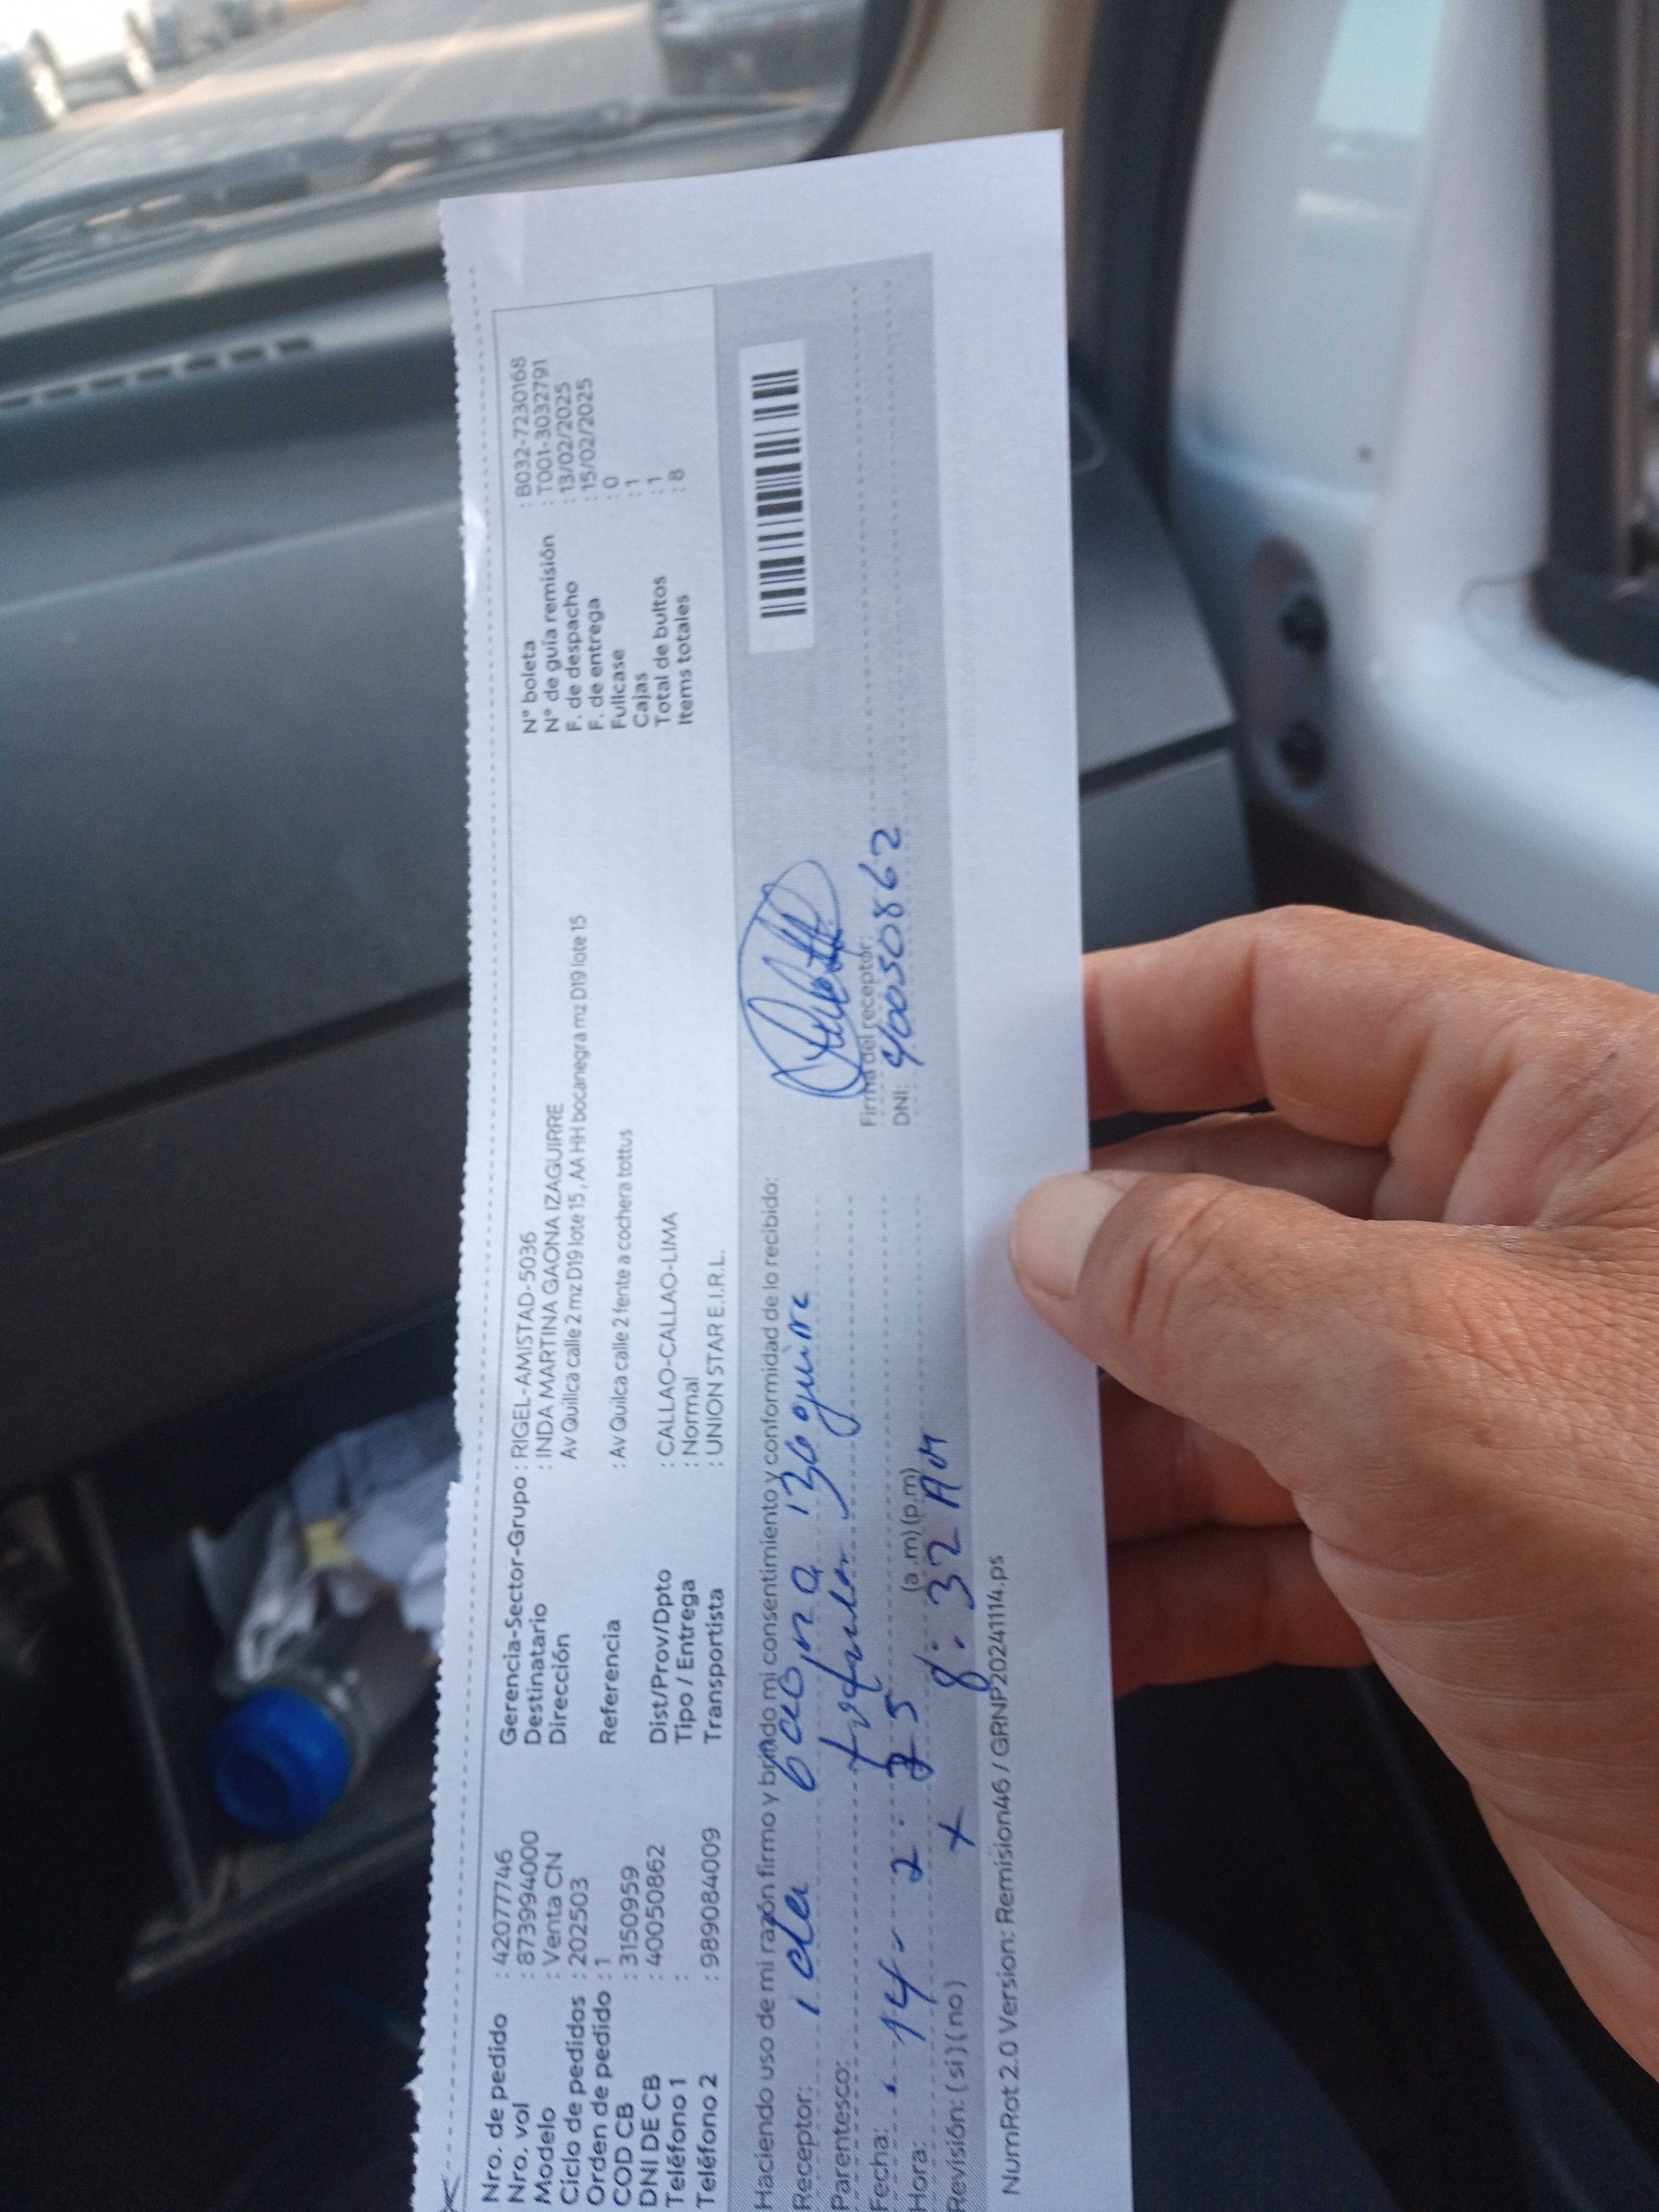 Nro. de pedido : 42077746
Nro. vol : 8739994000
Modelo : Venta CN
Ciclo de pedidos : 202503
Orden de pedido : 1
COD CB : 3150959
DNI DE CB : 40050862
Teléfono 1 :
Teléfono 2 : 989084009
Gerencia-Sector-Grupo : RIGEL-AMISTAD-5036
Destinatario : INDA MARTINA GAONA IZAGUIRRE
Dirección Av Quilca calle 2 mz D19 lote 15 , AA HH bocanegra mz D19 lote 15
Referencia : Av Quilca calle 2 fente a cochera tottus
Dist/Prov/Dpto : CALLAO-CALLAO-LIMA
Tipo / Entrega : Normal
Transportista : UNION STAR E.I.R.L.
N° boleta : B032-7230168
N° de guía remisión : T001-3032791
F. de despacho : 13/02/2025
F. de entrega : 15/02/2025
Fullcase : 0
Cajas : 1
Total de bultos : 1
Items totales : 8
Haciendo uso de mi razón firmo y brindo mi consentimiento y conformidad de lo recibido:
Receptor: Gaona Izaguirre
Parentesco:
Fecha: 14-2-25
Hora: 8:32 AM (a.m) (p.m)
Revisión: (si) (no)
Firma del receptor:
DNI: 40050862
NumRot 2.0 Version: Remision46 / GRNP20241114.ps